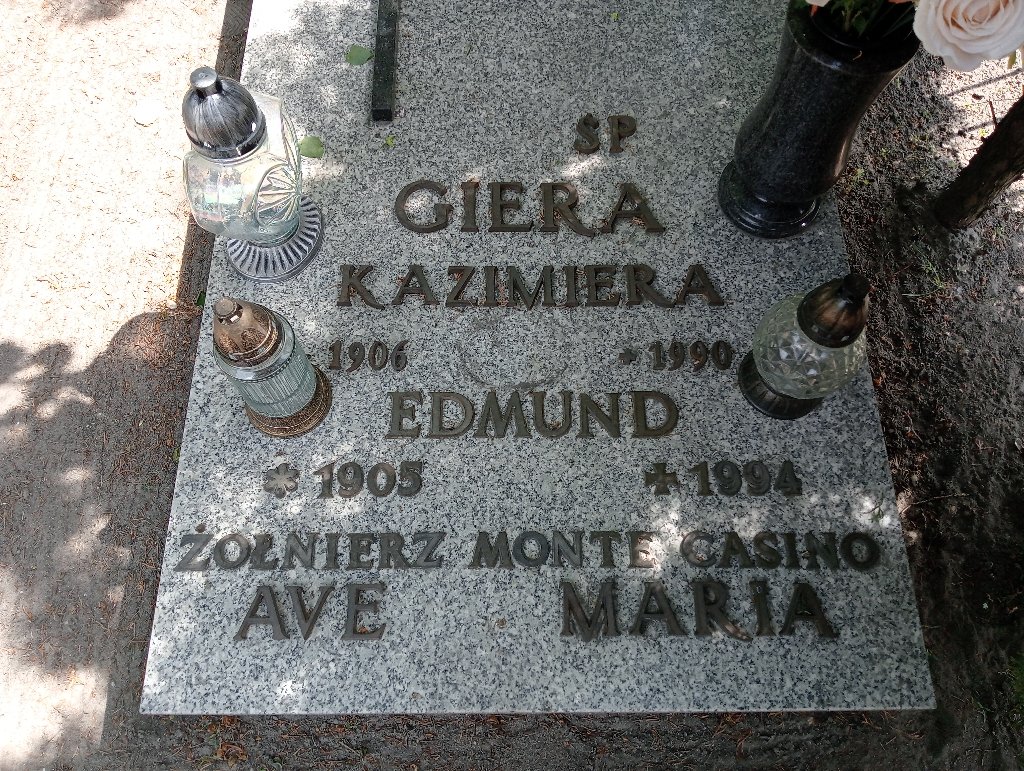 SP
GIERA
KAZIMIERA
1906 + 1990
EDMUND
* 1905 + 1994
ŻOŁNIERZ MONTE CASINO
AVE MARIA